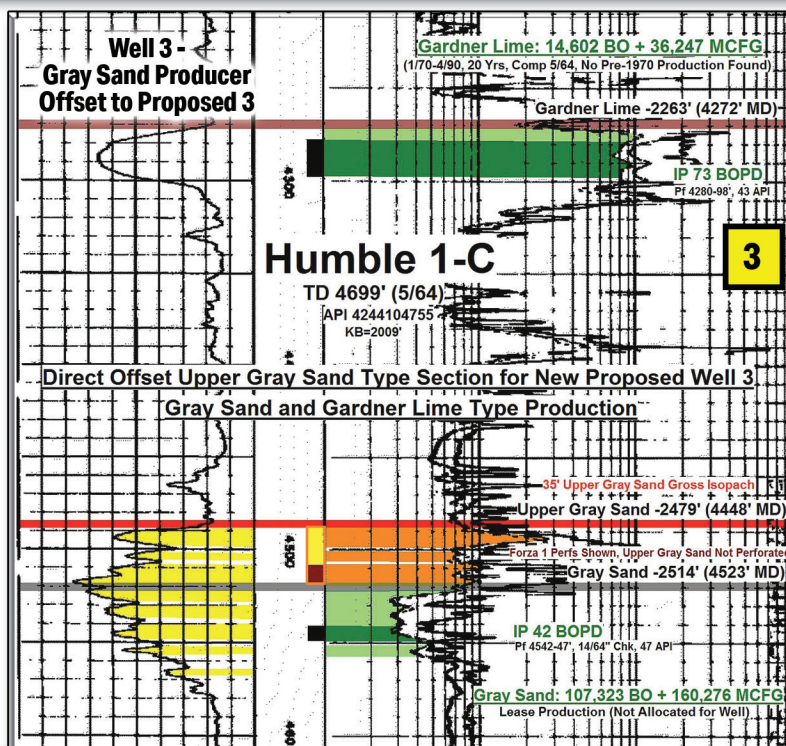 Well 3 -
Gray Sand Producer
Offset to Proposed 3
Gardner Lime: 14,602 BO + 36,247 MCFG
(1/70-4/90, 20 Yrs, Comp 5/64, No Pre-1970 Production Found)
Gardner Lime -2263' (4272' MD)
4300
IP 73 BOPD
Pf 4280-98', 43 API
3
Humble 1-C
TD 4699' (5/64)
API 4244104755
KB=2009'
44
Direct Offset Upper Gray Sand Type Section for New Proposed Well 3
Gray Sand and Gardner Lime Type Production
35' Upper Gray Sand Gross Isopach
Upper Gray Sand -2479' (4448' MD)
4500
Forza 1 Perfs Shown, Upper Gray Sand Not Perforate
Gray Sand -2514' (4523' MD)
IP 42 BOPD
Pf 4542-47', 14/64" Chk, 47 API
Gray Sand: 107,323 BO + 160,276 MCFG
Lease Production (Not Allocated for Well)
460